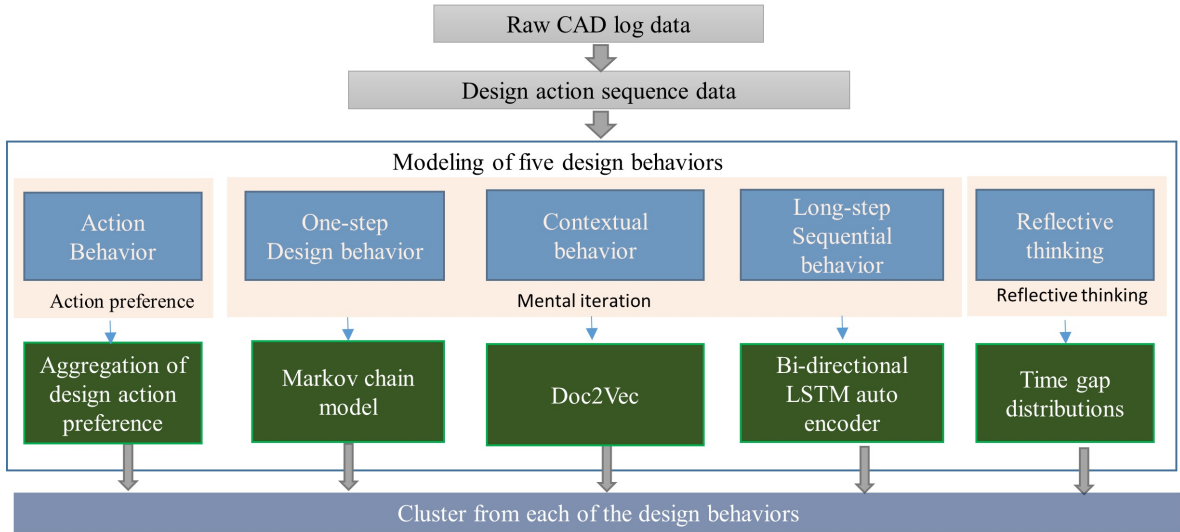 Raw CAD log data
Design action sequence data
Modeling of five design behaviors
Action
Behavior
One-step
Design behavior
Contextual
behavior
Long-step
Sequential
behavior
Reflective
thinking
Action preference
Mental iteration
Reflective thinking
Aggregation of
design action
preference
Markov chain
model
Doc2Vec
Bi-directional
LSTM auto
encoder
Time gap
distributions
Cluster from each of the design behaviors